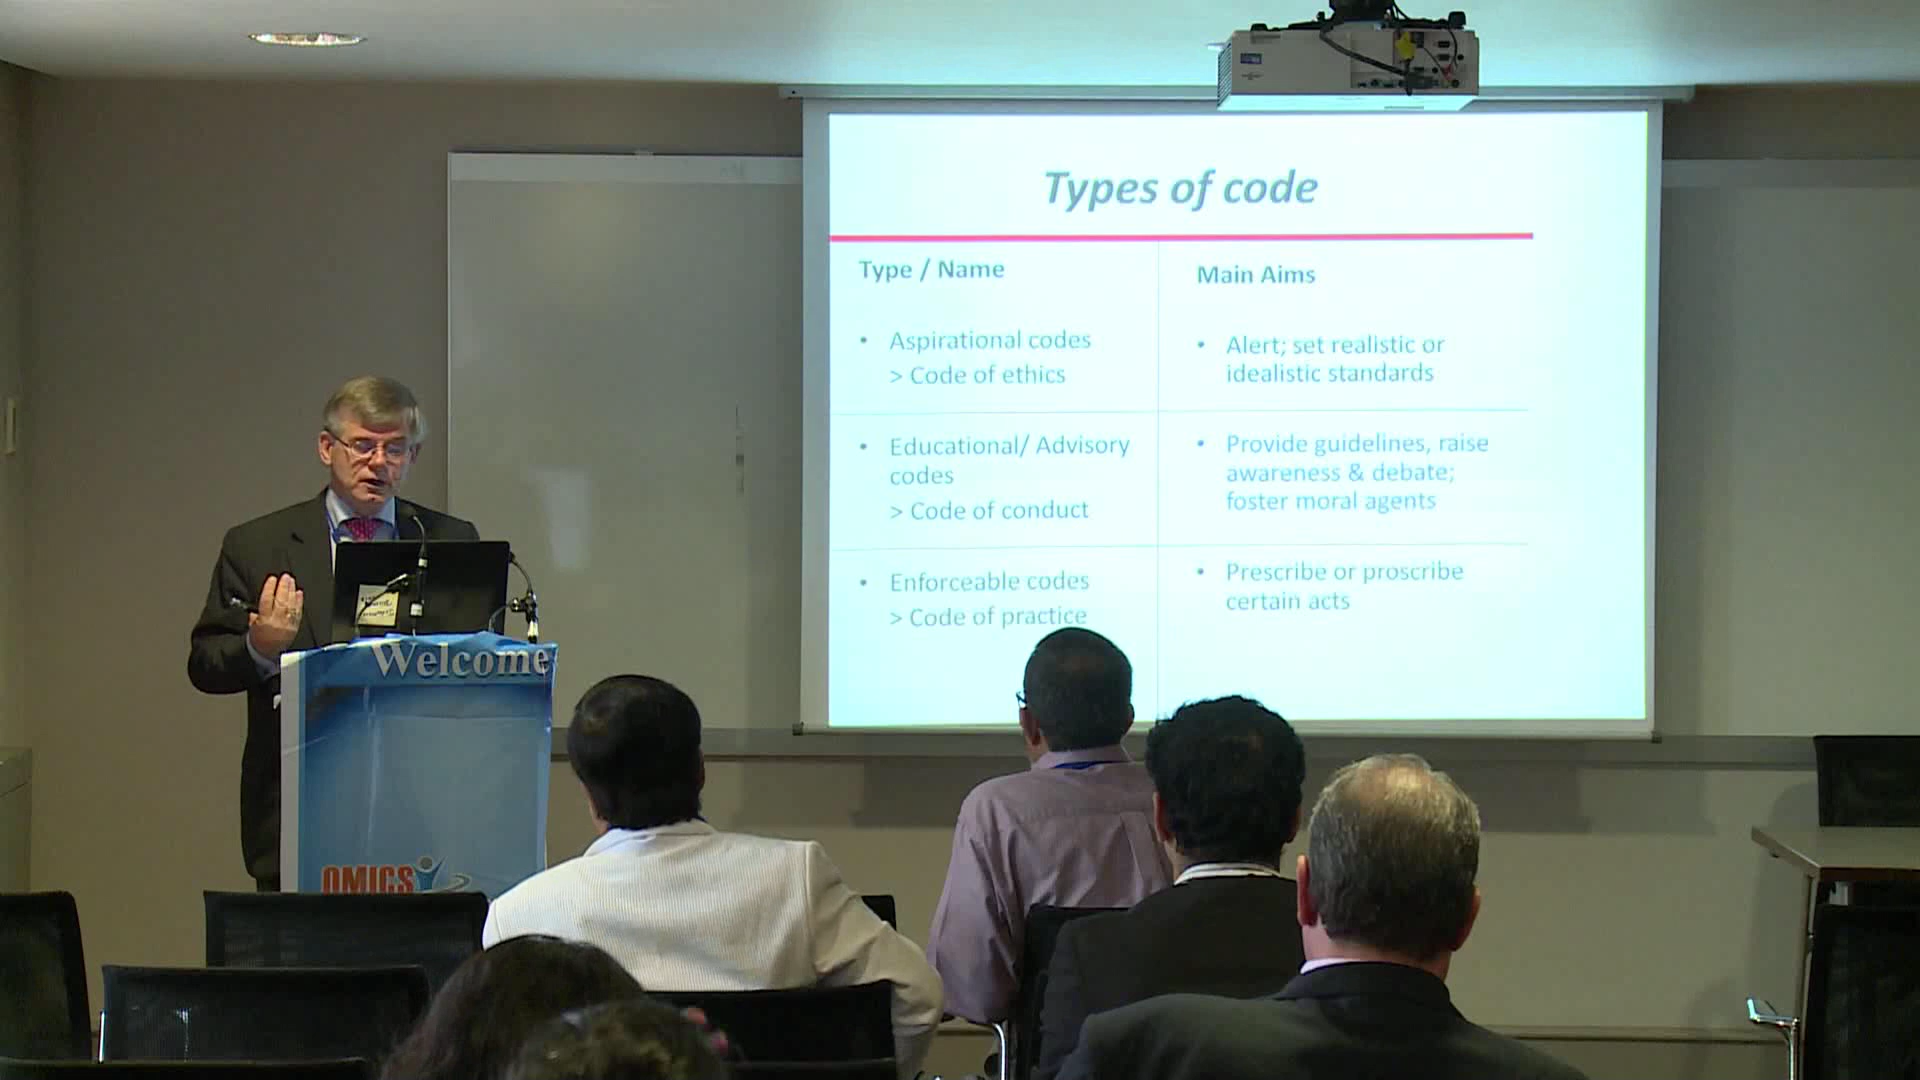 Types of code
Type / Name
Main Aims
• Aspirational codes
> Code of ethics
• Alert; set realistic or
idealistic standards
• Educational/ Advisory
codes
> Code of conduct
• Provide guidelines, raise
awareness & debate;
foster moral agents
• Enforceable codes
> Code of practice
• Prescribe or proscribe
certain acts
Welcome
OMICS